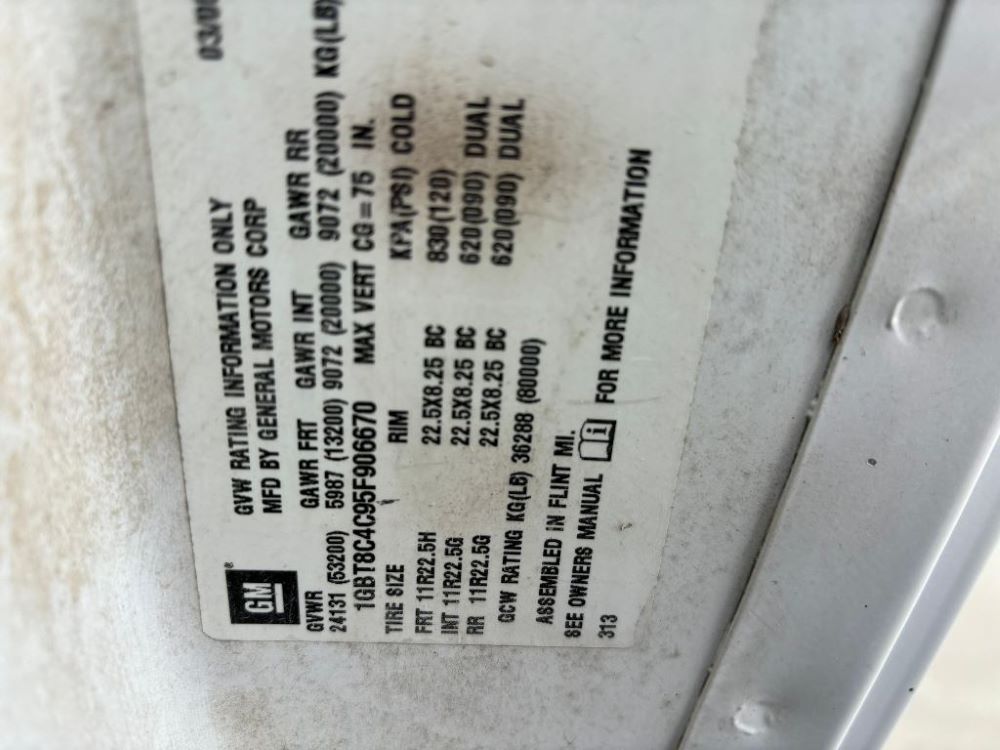 GM
GVW RATING INFORMATION ONLY
MFD BY GENERAL MOTORS CORP
GVWR GAWR FRT GAWR INT GAWR RR
24131 (53200) 5987 (13200) 9072 (20000) 9072 (20000) KG(LB)
1GBT8C4C95F906670 MAX VERT CG=75 IN.
TIRE SIZE RIM KPA(PSI) COLD
FRT 11R22.5H 22.5X8.25 BC 830(120)
INT 11R22.5G 22.5X8.25 BC 620(090) DUAL
RR 11R22.5G 22.5X8.25 BC 620(090) DUAL
GCW RATING KG(LB) 36288 (80000)
ASSEMBLED IN FLINT MI.
SEE OWNERS MANUAL FOR MORE INFORMATION
313